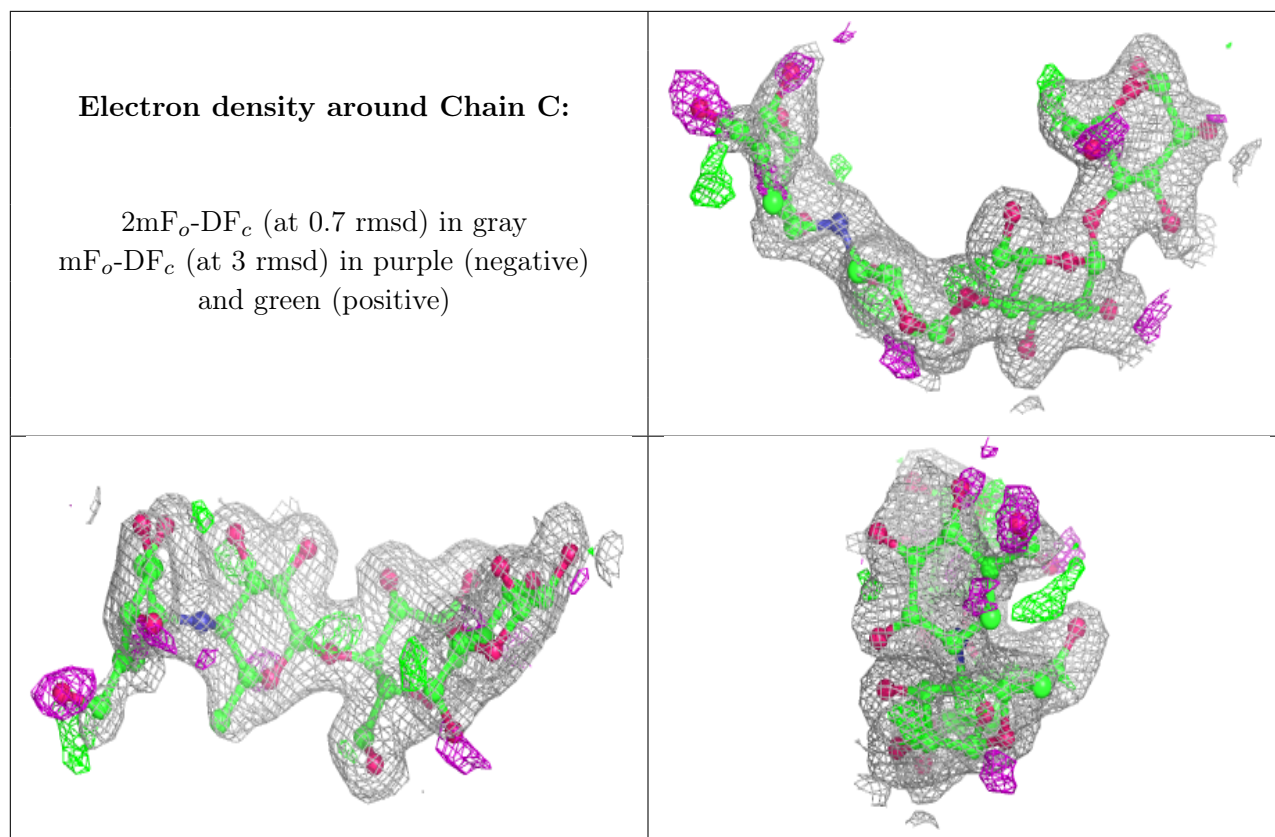 Electron density around Chain C:
2mFₒ-DF𝒸 (at 0.7 rmsd) in gray
mFₒ-DF𝒸 (at 3 rmsd) in purple (negative)
and green (positive)